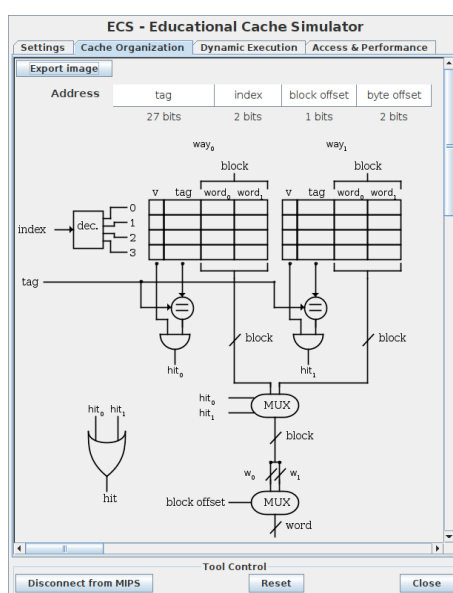 ECS - Educational Cache Simulator
Settings Cache Organization Dynamic Execution Access & Performance
Export image
Address tag index block offset byte offset
27 bits 2 bits 1 bits 2 bits
way0 way1
block block
v tag word0 word1 v tag word0 word1
index dec. 0
1
2
3
tag
= =
block block
hit0 hit1
hit0
hit1 MUX
hit0 hit1
block
w0 w1
hit block offset MUX
word
Tool Control
Disconnect from MIPS Reset Close